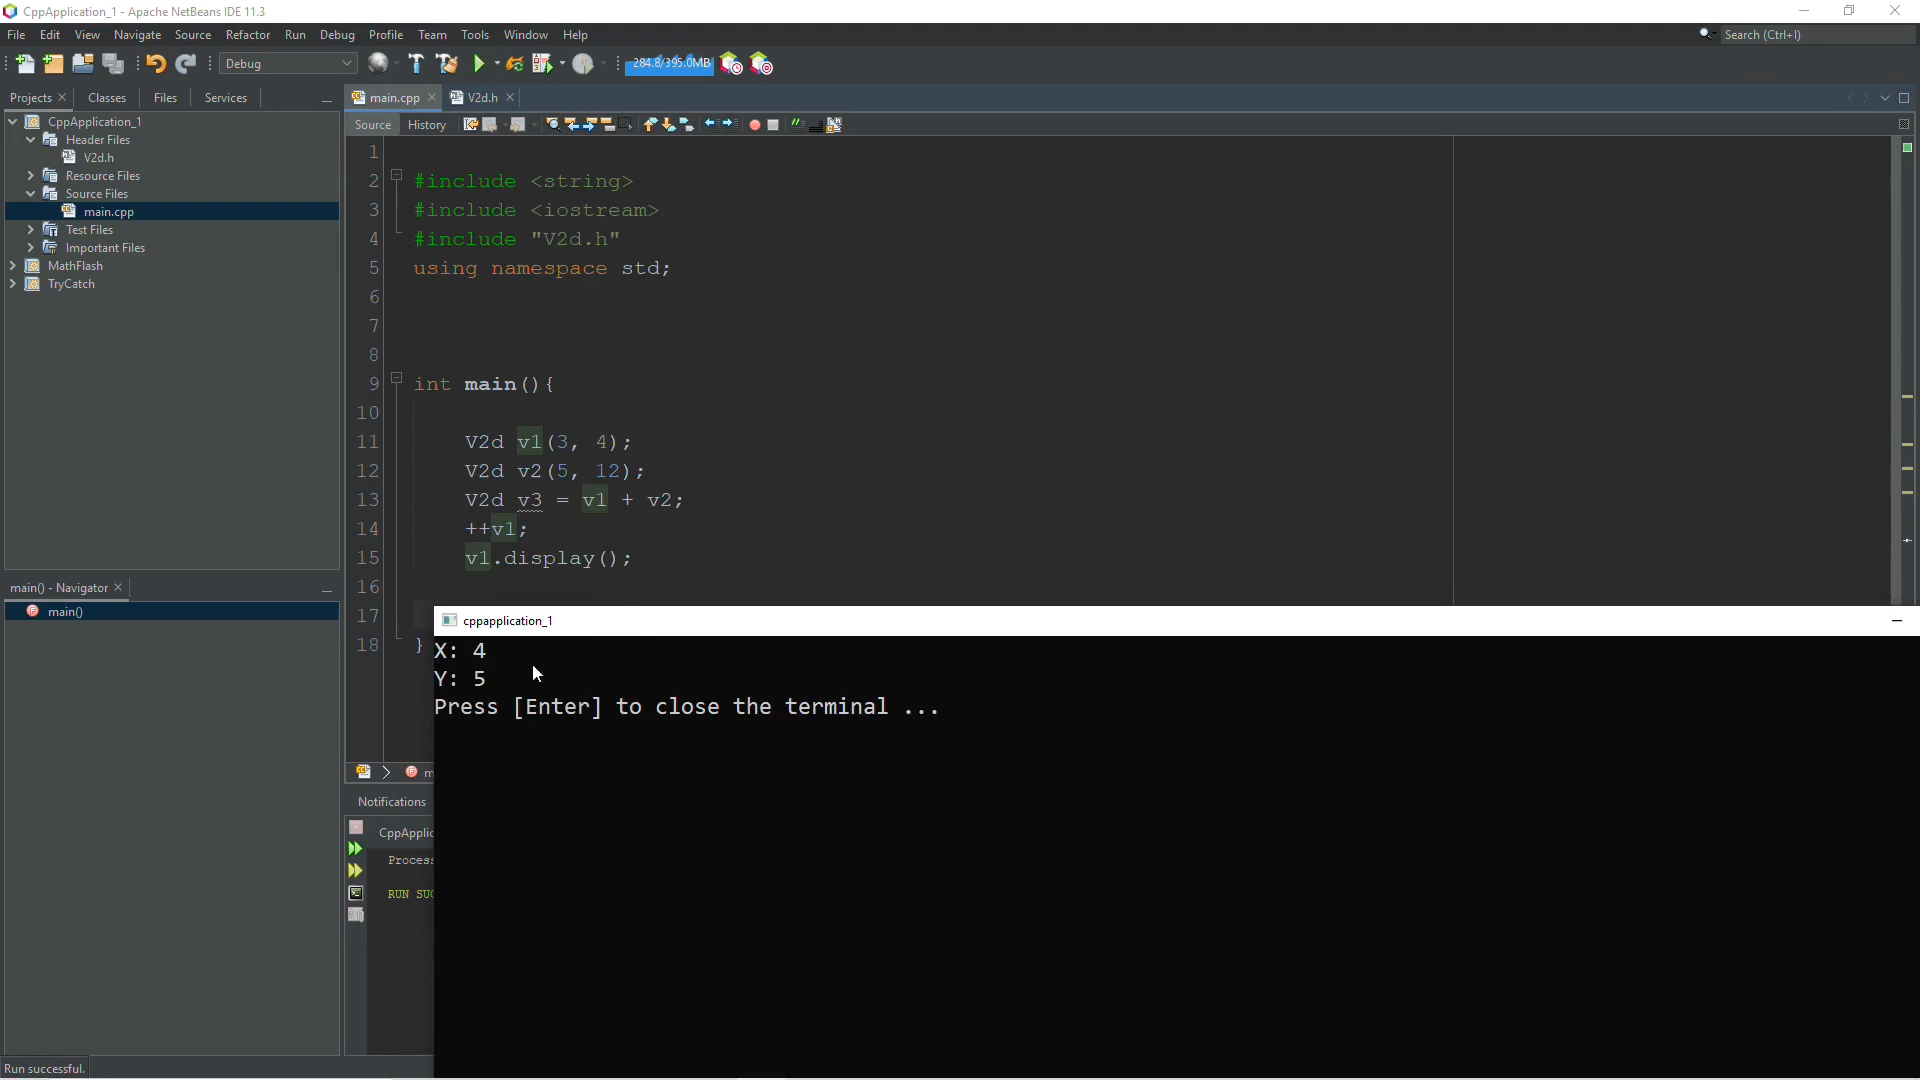 CppApplication_1 - Apache NetBeans IDE 11.3
File Edit View Navigate Source Refactor Run Debug Profile Team Tools Window Help
Search (Ctrl+I)
Debug
284.8/395.0MB
Projects Classes Files Services
main.cpp V2d.h
CppApplication_1
Header Files
V2d.h
Resource Files
Source Files
main.cpp
Test Files
Important Files
MathFlash
TryCatch
Source History
1
2 #include <string>
3 #include <iostream>
4 #include "V2d.h"
5 using namespace std;
6
7
8
9 int main(){
10
11 V2d v1(3, 4);
12 V2d v2(5, 12);
13 V2d v3 = v1 + v2;
14 ++v1;
15 v1.display();
16
17
18 }
main() - Navigator
main()
cppapplication_1
X: 4
Y: 5
Press [Enter] to close the terminal ...
m
Notifications
CppApplic
Process
RUN SUC
Run successful.